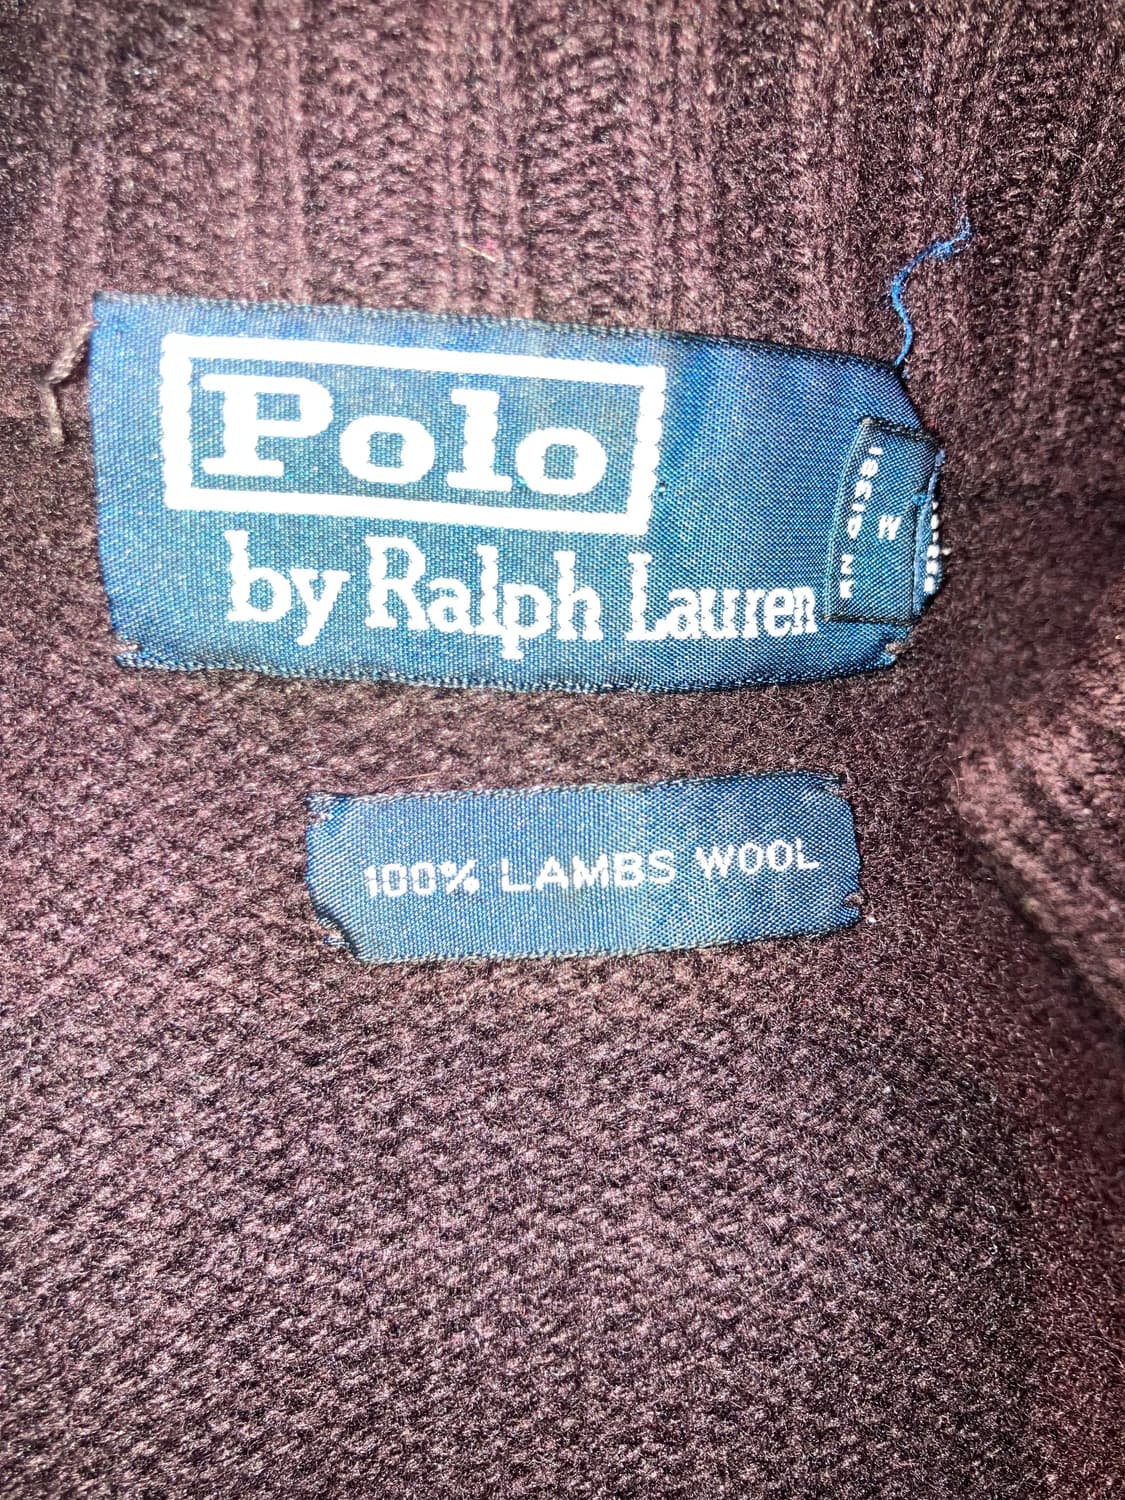 Polo
by Ralph Lauren
M
100% LAMBS WOOL